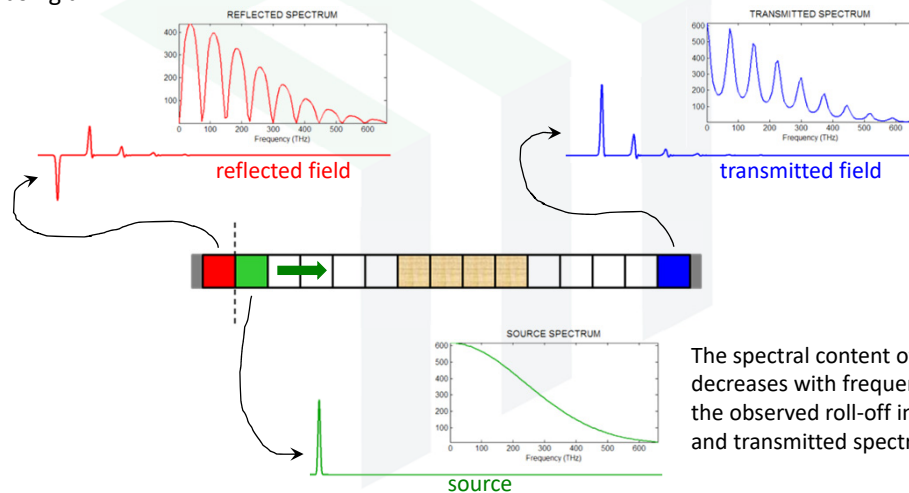 REFLECTED SPECTRUM
400
300
200
100
0 100 200 300 400 500 600
Frequency (THz)
reflected field
TRANSMITTED SPECTRUM
600
500
400
300
200
100
0 100 200 300 400 500 600
Frequency (THz)
transmitted field
SOURCE SPECTRUM
600
500
400
300
200
100
0 100 200 300 400 500 600
Frequency (THz)
source
The spectral content o
decreases with frequen
the observed roll-off in
and transmitted spectr